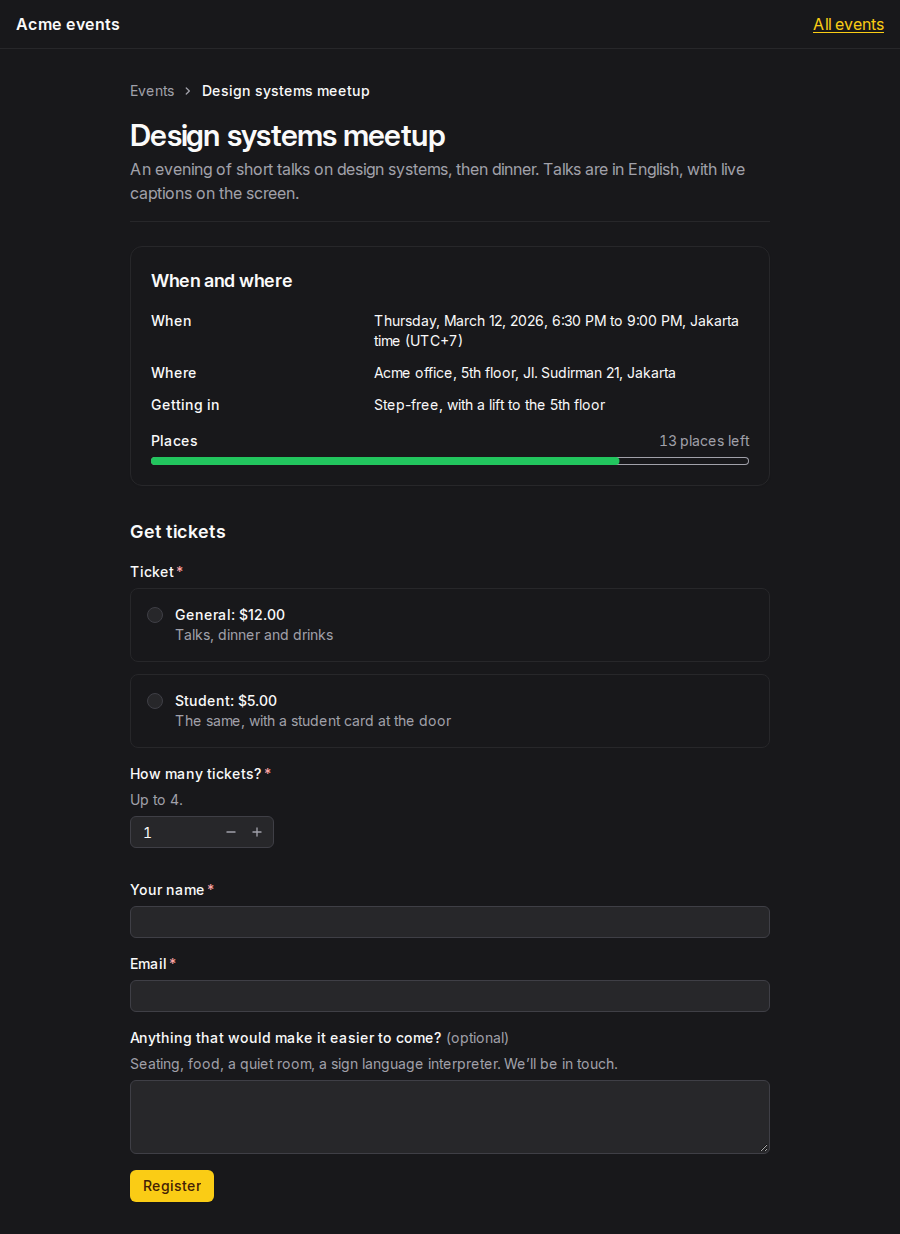 Acme events
All events
Events
Design systems meetup
Design systems meetup
An evening of short talks on design systems, then dinner. Talks are in English, with live
captions on the screen.
When and where
When
Thursday, March 12, 2026, 6:30 PM to 9:00 PM, Jakarta
time (UTC+7)
Where
Acme office, 5th floor, Jl. Sudirman 21, Jakarta
Getting in
Step-free, with a lift to the 5th floor
Places
13 places left
Get tickets
Ticket *
General: $12.00
Talks, dinner and drinks
Student: $5.00
The same, with a student card at the door
How many tickets? *
Up to 4.
1
Your name *
Email *
Anything that would make it easier to come? (optional)
Seating, food, a quiet room, a sign language interpreter. We’ll be in touch.
Register